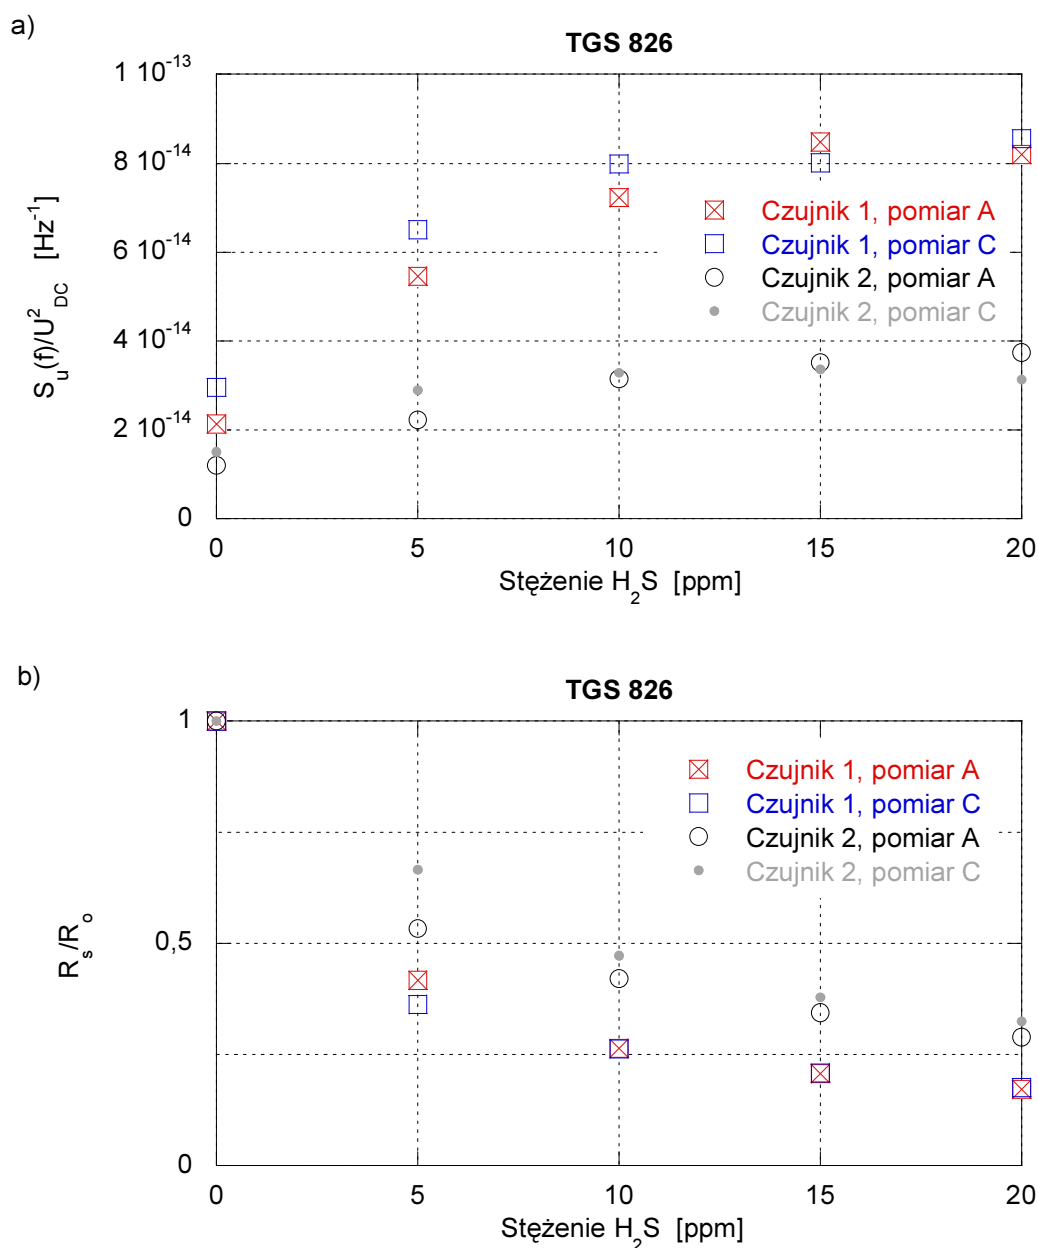 a)
TGS 826
1 10⁻¹³
8 10⁻¹⁴
6 10⁻¹⁴
4 10⁻¹⁴
2 10⁻¹⁴
0
S_u(f)/U²_DC [Hz⁻¹]
Czujnik 1, pomiar A
Czujnik 1, pomiar C
Czujnik 2, pomiar A
Czujnik 2, pomiar C
0 5 10 15 20
Stężenie H₂S [ppm]
b)
TGS 826
1
0,5
0
R_s/R_o
Czujnik 1, pomiar A
Czujnik 1, pomiar C
Czujnik 2, pomiar A
Czujnik 2, pomiar C
0 5 10 15 20
Stężenie H₂S [ppm]